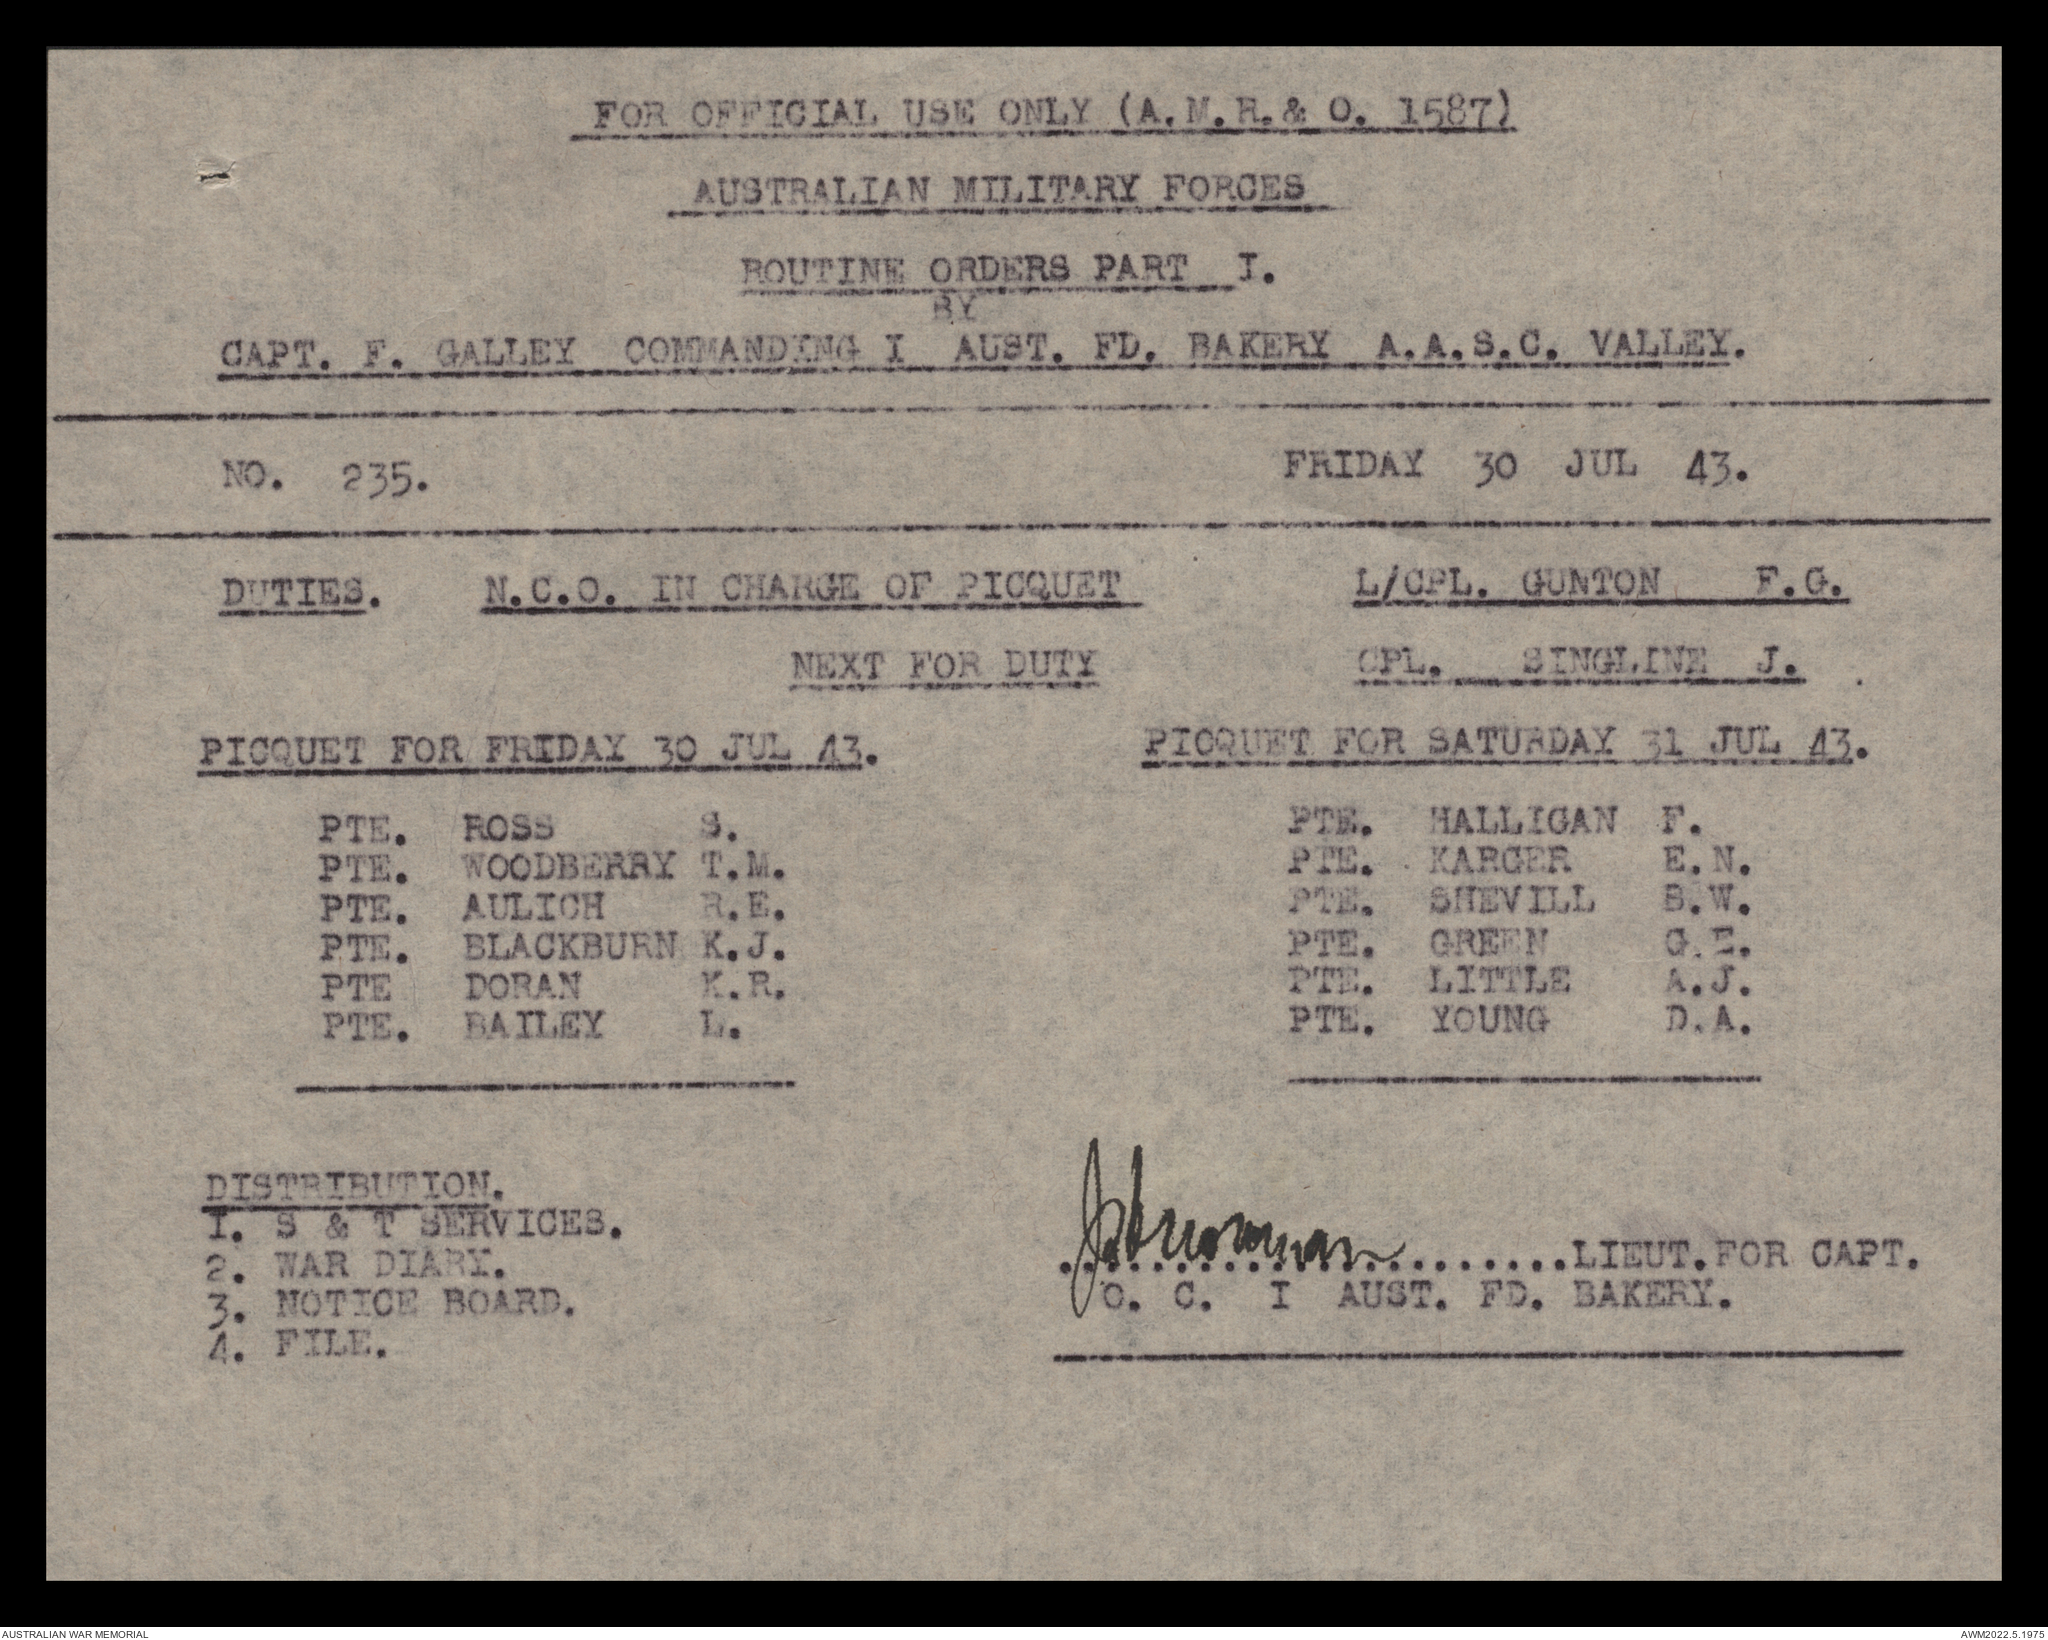 FOR OFFICIAL USE ONLY (A.M.R.& O. 1587)
AUSTRALIAN MILITARY FORCES
ROUTINE ORDERS PART I.
BY
CAPT. F. GALLEY COMMANDING I AUST. FD. BAKERY A.A.S.C. VALLEY.
NO. 235. FRIDAY 30 JUL 43.
DUTIES. N.C.O. IN CHARGE OF PICQUET L/CPL. GUNTON F.G.
NEXT FOR DUTY CPL. SINGLINE J.
PICQUET FOR FRIDAY 30 JUL 43.
PTE. ROSS S.
PTE. WOODBERRY T.M.
PTE. AULICH R.E.
PTE. BLACKBURN K.J.
PTE DORAN K.R.
PTE. BAILEY L.
PICQUET FOR SATURDAY 31 JUL 43.
PTE. HALLIGAN F.
PTE. KARGER E.N.
PTE. SHEVILL B.W.
PTE. GREEN G.E.
PTE. LITTLE A.J.
PTE. YOUNG D.A.
DISTRIBUTION.
1. S & T SERVICES.
2. WAR DIARY.
3. NOTICE BOARD.
4. FILE.
......................LIEUT.FOR CAPT.
O. C. I AUST. FD. BAKERY.
AUSTRALIAN WAR MEMORIAL
AWM2022.5.1975